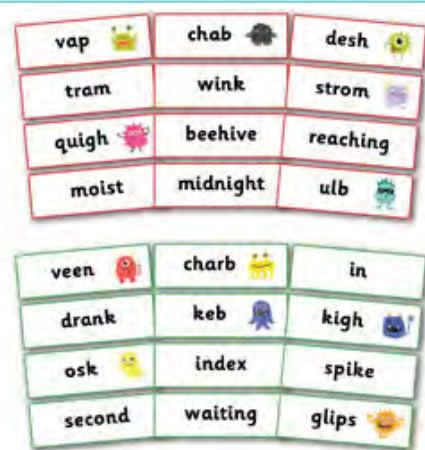 vap chab desh
tram wink strom
quigh beehive reaching
moist midnight ulb
veen charb in
drank keb kigh
osk index spike
second waiting glips